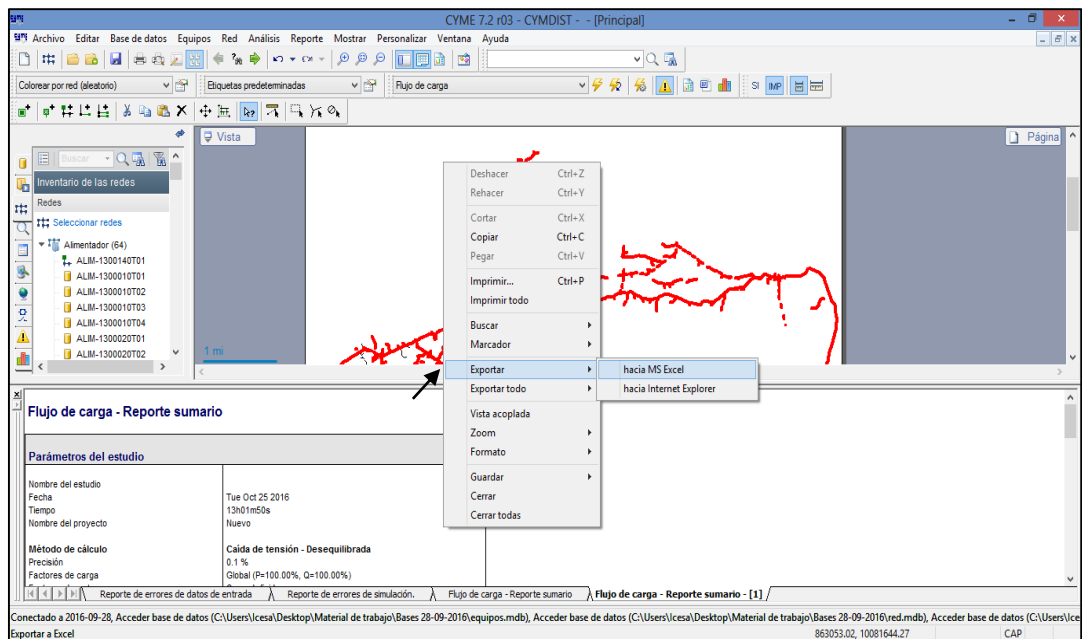 CYME 7.2 r03 - CYMDIST - - [Principal]
Archivo Editar Base de datos Equipos Red Análisis Reporte Mostrar Personalizar Ventana Ayuda
Colorear por red (aleatorio) Etiquetas predeterminadas Flujo de carga SI IMP
Vista Página
Buscar
Inventario de las redes
Redes
Seleccionar redes
Alimentador (64)
ALIM-1300140T01
ALIM-1300010T01
ALIM-1300010T02
ALIM-1300010T03
ALIM-1300010T04
ALIM-1300020T01
ALIM-1300020T02
1 mi
Deshacer Ctrl+Z
Rehacer Ctrl+Y
Cortar Ctrl+X
Copiar Ctrl+C
Pegar Ctrl+V
Imprimir... Ctrl+P
Imprimir todo
Buscar
Marcador
Exportar
Exportar todo
Vista acoplada
Zoom
Formato
Guardar
Cerrar
Cerrar todas
hacia MS Excel
hacia Internet Explorer
Flujo de carga - Reporte sumario
Parámetros del estudio
Nombre del estudio
Fecha Tue Oct 25 2016
Tiempo 13h01m50s
Nombre del proyecto Nuevo
Método de cálculo Caída de tensión - Desequilibrada
Precisión 0.1 %
Factores de carga Global (P=100.00%, Q=100.00%)
Reporte de errores de datos de entrada Reporte de errores de simulación. Flujo de carga - Reporte sumario Flujo de carga - Reporte sumario - [1]
Conectado a 2016-09-28, Acceder base de datos (C:\Users\Icesa\Desktop\Material de trabajo\Bases 28-09-2016\equipos.mdb), Acceder base de datos (C:\Users\Icesa\Desktop\Material de trabajo\Bases 28-09-2016\red.mdb), Acceder base de datos (C:\Users\Ice
Exportar a Excel 863053.02, 10081644.27 CAP